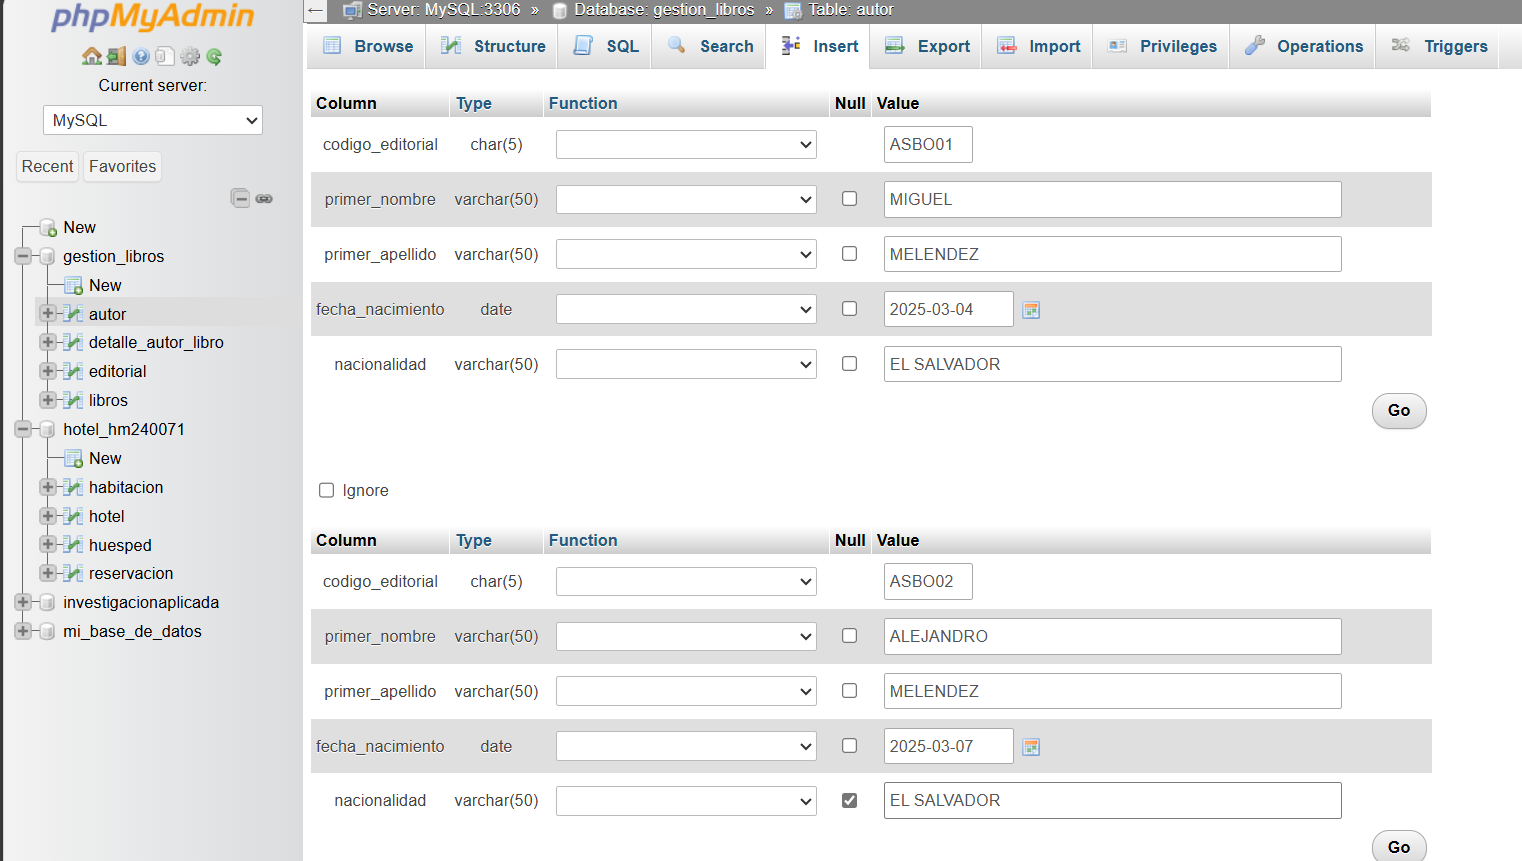 phpMyAdmin
Current server:
MySQL
Recent Favorites
New
gestion_libros
New
autor
detalle_autor_libro
editorial
libros
hotel_hm240071
New
habitacion
hotel
huesped
reservacion
investigacionaplicada
mi_base_de_datos
Server: MySQL:3306 » Database: gestion_libros » Table: autor
Browse Structure SQL Search Insert Export Import Privileges Operations Triggers
Column Type Function Null Value
codigo_editorial char(5) ASBO01
primer_nombre varchar(50) MIGUEL
primer_apellido varchar(50) MELENDEZ
fecha_nacimiento date 2025-03-04
nacionalidad varchar(50) EL SALVADOR
Go
Ignore
Column Type Function Null Value
codigo_editorial char(5) ASBO02
primer_nombre varchar(50) ALEJANDRO
primer_apellido varchar(50) MELENDEZ
fecha_nacimiento date 2025-03-07
nacionalidad varchar(50) EL SALVADOR
Go